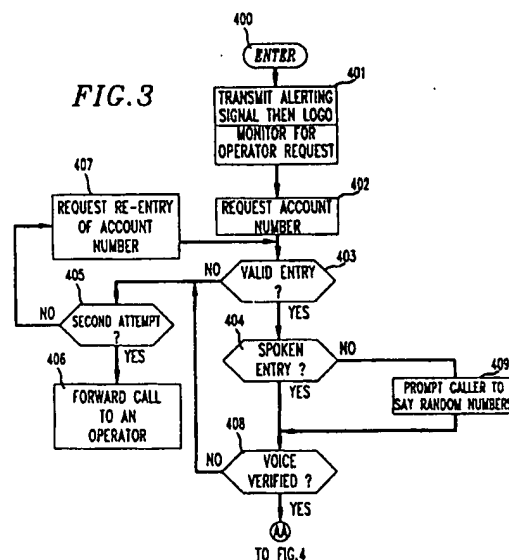 400
ENTER
FIG.3
401
TRANSMIT ALERTING
SIGNAL THEN LOGO
MONITOR FOR
OPERATOR REQUEST
407
REQUEST RE-ENTRY
OF ACCOUNT
NUMBER
402
REQUEST ACCOUNT
NUMBER
403
VALID ENTRY
?
NO
YES
405
SECOND ATTEMPT
?
NO
YES
404
SPOKEN
ENTRY ?
NO
YES
406
FORWARD CALL
TO AN
OPERATOR
409
PROMPT CALLER TO
SAY RANDOM NUMBERS
408
VOICE
VERIFIED ?
NO
YES
AA
TO FIG.4